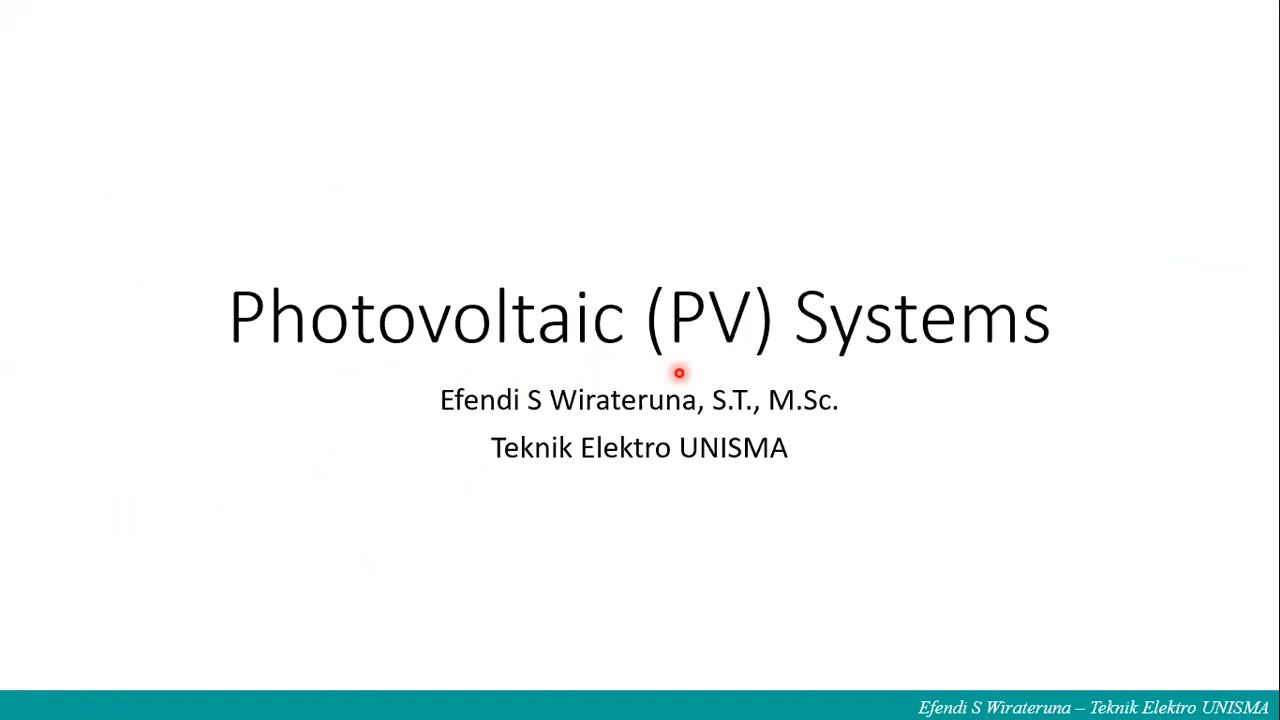 Photovoltaic (PV) Systems
Efendi S Wirateruna, S.T., M.Sc.
Teknik Elektro UNISMA
Efendi S Wirateruna – Teknik Elektro UNISMA